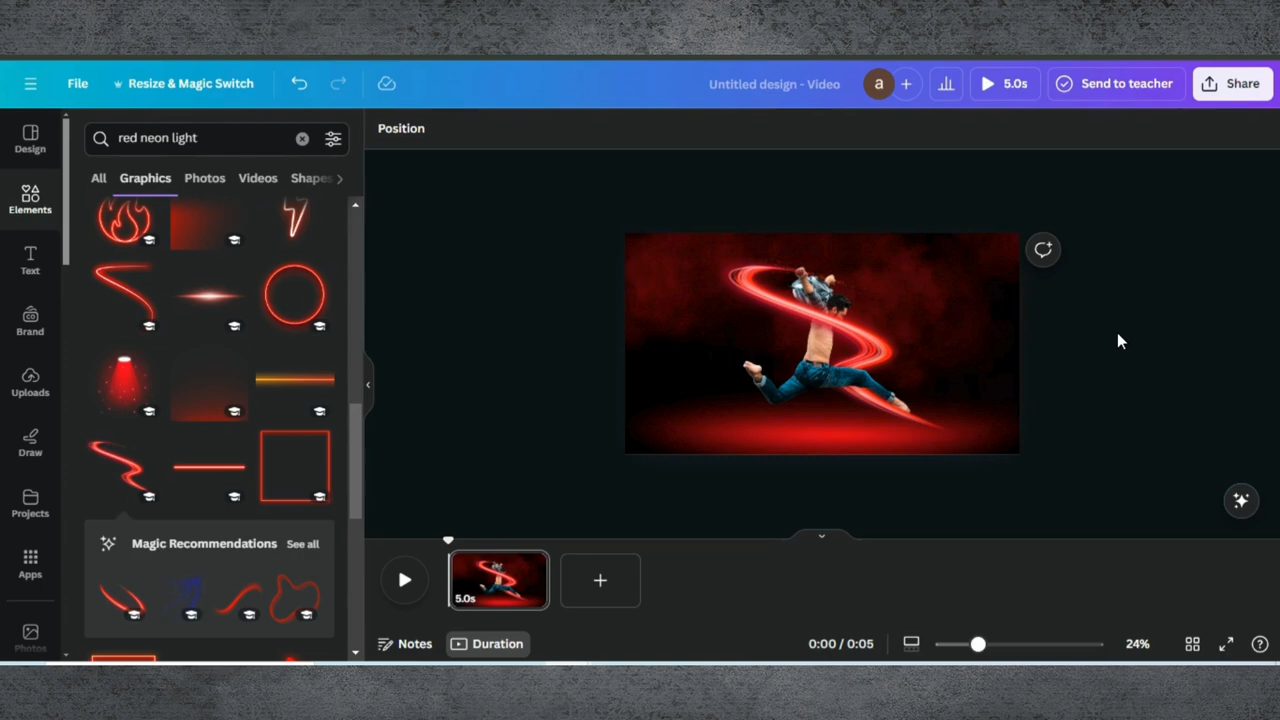 File
Resize & Magic Switch
Untitled design - Video
a
+
5.0s
Send to teacher
Share
Design
Elements
Text
Brand
Uploads
Draw
Projects
Apps
Photos
red neon light
All
Graphics
Photos
Videos
Shapes
Magic Recommendations
See all
Position
5.0s
Notes
Duration
0:00 / 0:05
24%